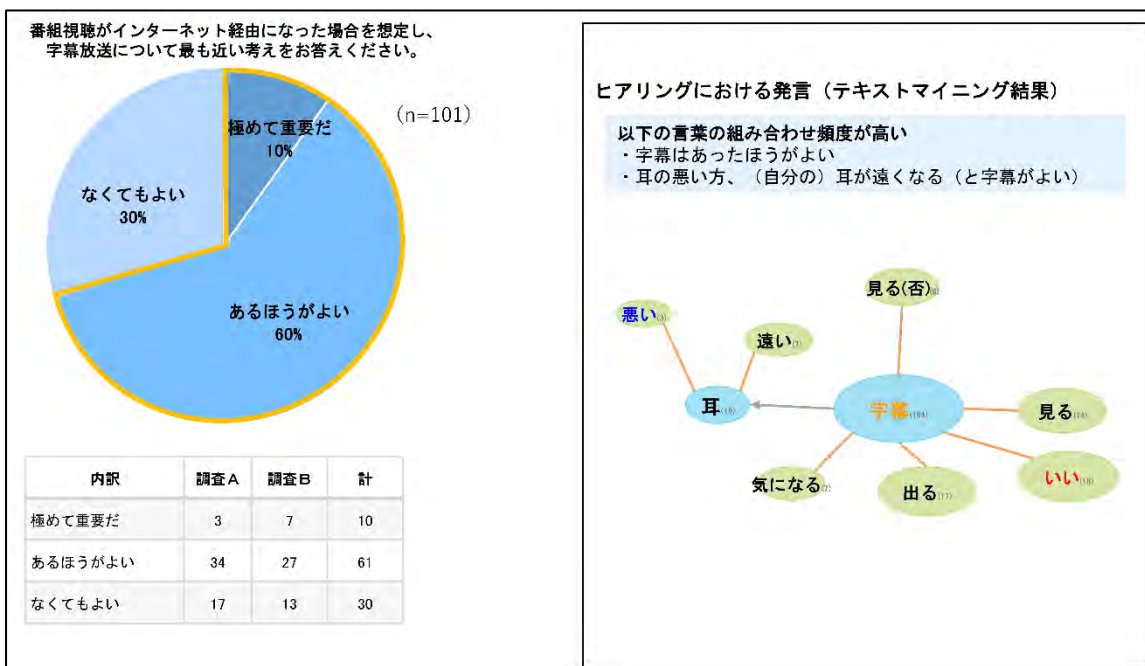 番組視聴がインターネット経由になった場合を想定し、
字幕放送について最も近い考えをお答えください。
(n=101)
極めて重要だ
10%
なくてもよい
30%
あるほうがよい
60%
内訳 調査A 調査B 計
極めて重要だ 3 7 10
あるほうがよい 34 27 61
なくてもよい 17 13 30
ヒアリングにおける発言（テキストマイニング結果）
以下の言葉の組み合わせ頻度が高い
・字幕はあったほうがよい
・耳の悪い方、（自分の）耳が遠くなる（と字幕がよい）
見る(否)
悪い
遠い
耳
字幕
見る
気になる
出る
いい